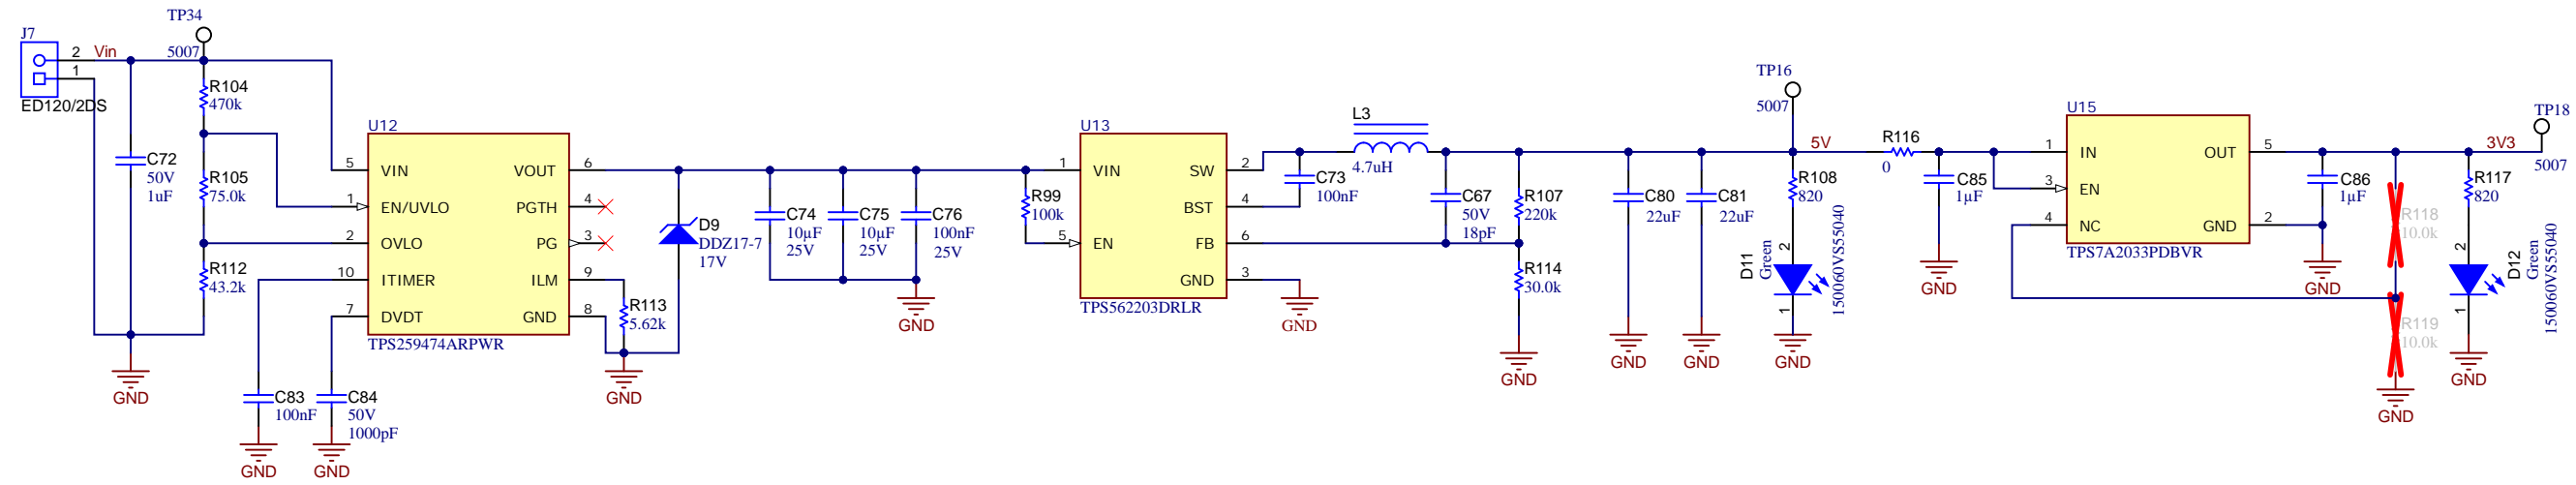 J7
2
Vin
1
ED120/2DS
TP34
5007
C72
50V
1uF
R104
470k
R105
75.0k
R112
43.2k
GND
U12
5
VIN
VOUT
6
1
EN/UVLO
PGTH
4
2
OVLO
PG
3
10
ITIMER
ILM
9
7
DVDT
GND
8
TPS259474ARPWR
C83
100nF
GND
C84
50V
1000pF
GND
R113
5.62k
GND
D9
DDZ17-7
17V
C74
10µF
25V
C75
10µF
25V
C76
100nF
25V
GND
R99
100k
U13
1
VIN
SW
2
BST
4
5
EN
FB
6
GND
3
TPS562203DRLR
GND
C73
100nF
L3
4.7uH
C67
50V
18pF
R107
220k
R114
30.0k
GND
C80
22uF
GND
C81
22uF
GND
TP16
5007
5V
R108
820
D11
Green
2
1
150060VS55040
GND
R116
0
C85
1µF
GND
U15
1
IN
OUT
5
3
EN
4
NC
GND
2
TPS7A2033PDBVR
C86
1µF
GND
R118
10.0k
R119
10.0k
GND
3V3
TP18
5007
R117
820
2
1
D12
Green
150060VS55040
GND